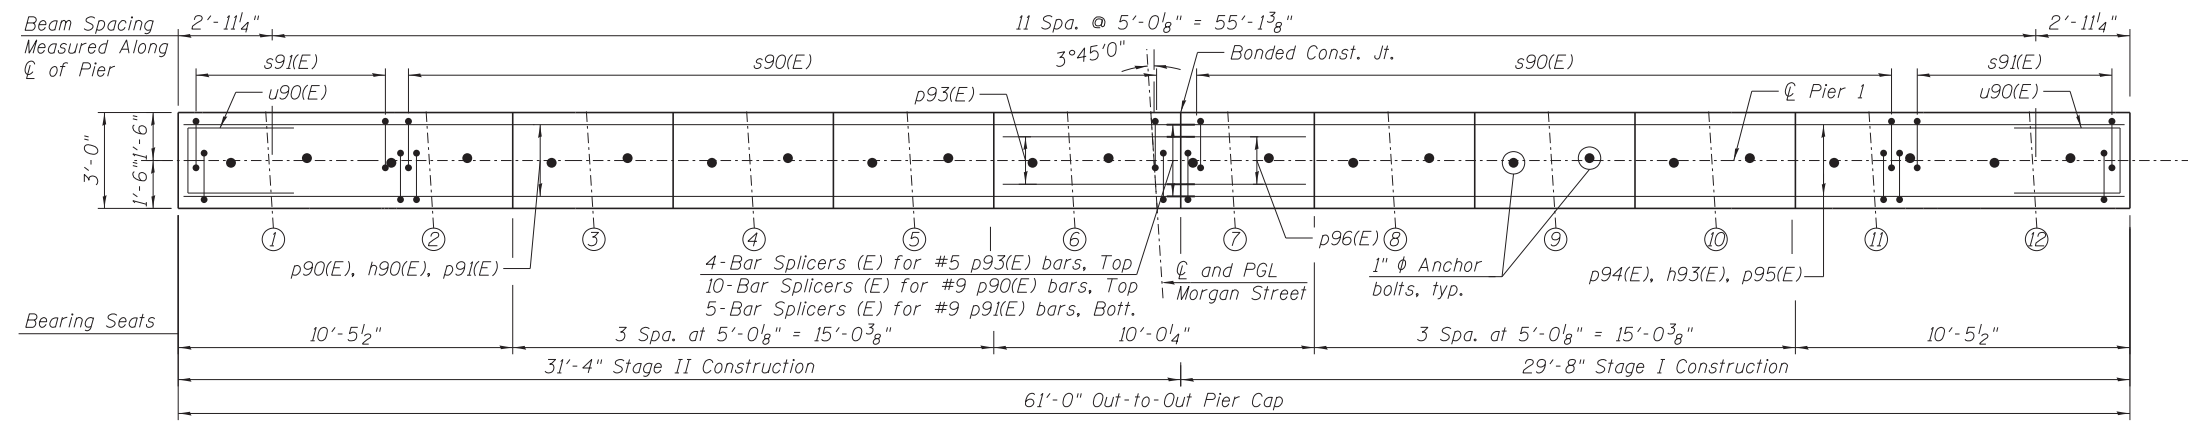 Beam Spacing
Measured Along
℄ of Pier
2'-11¼"
11 Spa. @ 5'-0⅛" = 55'-1⅜"
2'-11¼"
3°45'0"
Bonded Const. Jt.
s91(E)
s90(E)
s90(E)
s91(E)
u90(E)
p93(E)
℄ Pier 1
u90(E)
3'-0"
1'-6"
1'-6"
1
2
3
4
5
6
7
8
9
10
11
12
p90(E), h90(E), p91(E)
p96(E)
4-Bar Splicers (E) for #5 p93(E) bars, Top
10-Bar Splicers (E) for #9 p90(E) bars, Top
5-Bar Splicers (E) for #9 p91(E) bars, Bott.
℄ and PGL
Morgan Street
1" ϕ Anchor
bolts, typ.
p94(E), h93(E), p95(E)
Bearing Seats
10'-5½"
3 Spa. at 5'-0⅛" = 15'-0⅜"
10'-0¼"
3 Spa. at 5'-0⅛" = 15'-0⅜"
10'-5½"
31'-4" Stage II Construction
29'-8" Stage I Construction
61'-0" Out-to-Out Pier Cap